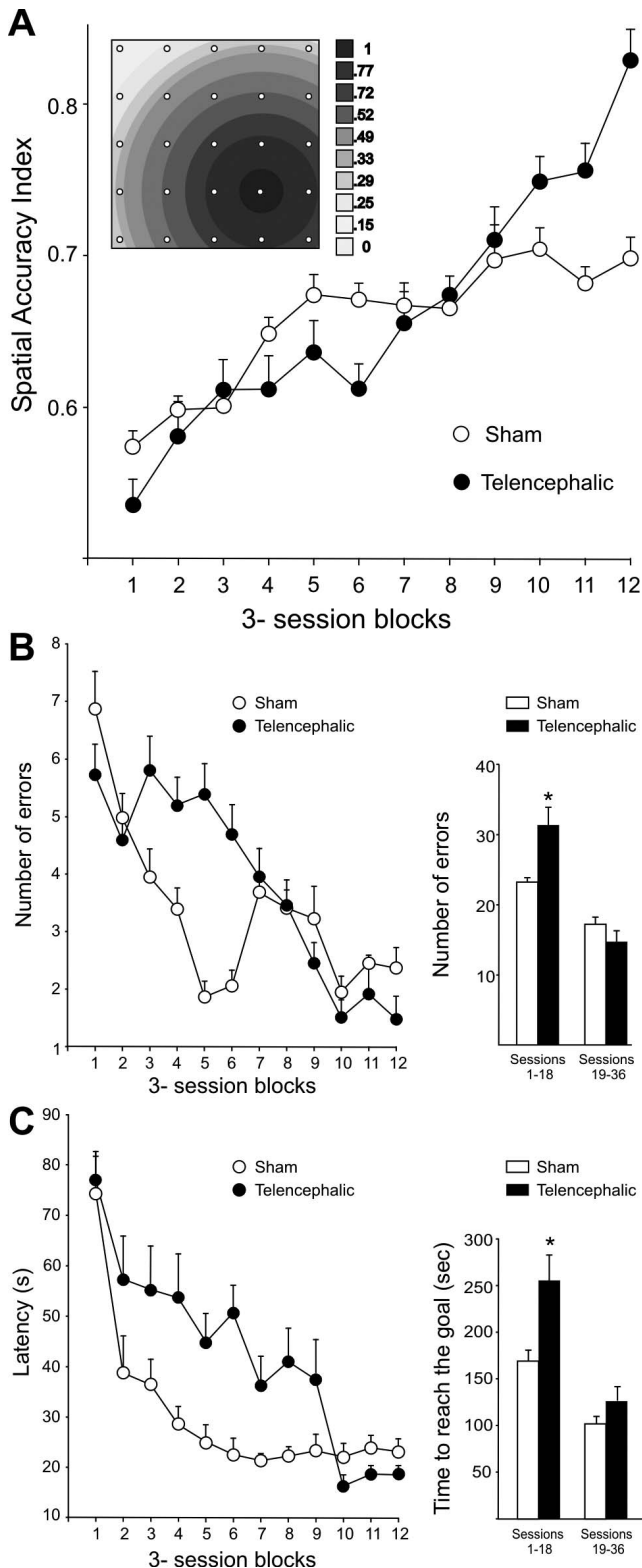 A
1
.77
.72
.52
.49
.33
.29
.25
.15
0
0.8
0.7
0.6
Spatial Accuracy Index
Sham
Telencephalic
1 2 3 4 5 6 7 8 9 10 11 12
3- session blocks
B
8
7
6
5
4
3
2
1
Number of errors
Sham
Telencephalic
1 2 3 4 5 6 7 8 9 10 11 12
3- session blocks
Sham
Telencephalic
40
30
20
10
Number of errors
*
Sessions 1-18
Sessions 19-36
C
90
80
70
60
50
40
30
20
10
Latency (s)
Sham
Telencephalic
1 2 3 4 5 6 7 8 9 10 11 12
3- session blocks
Sham
Telencephalic
300
250
200
150
100
50
Time to reach the goal (sec)
*
Sessions 1-18
Sessions 19-36